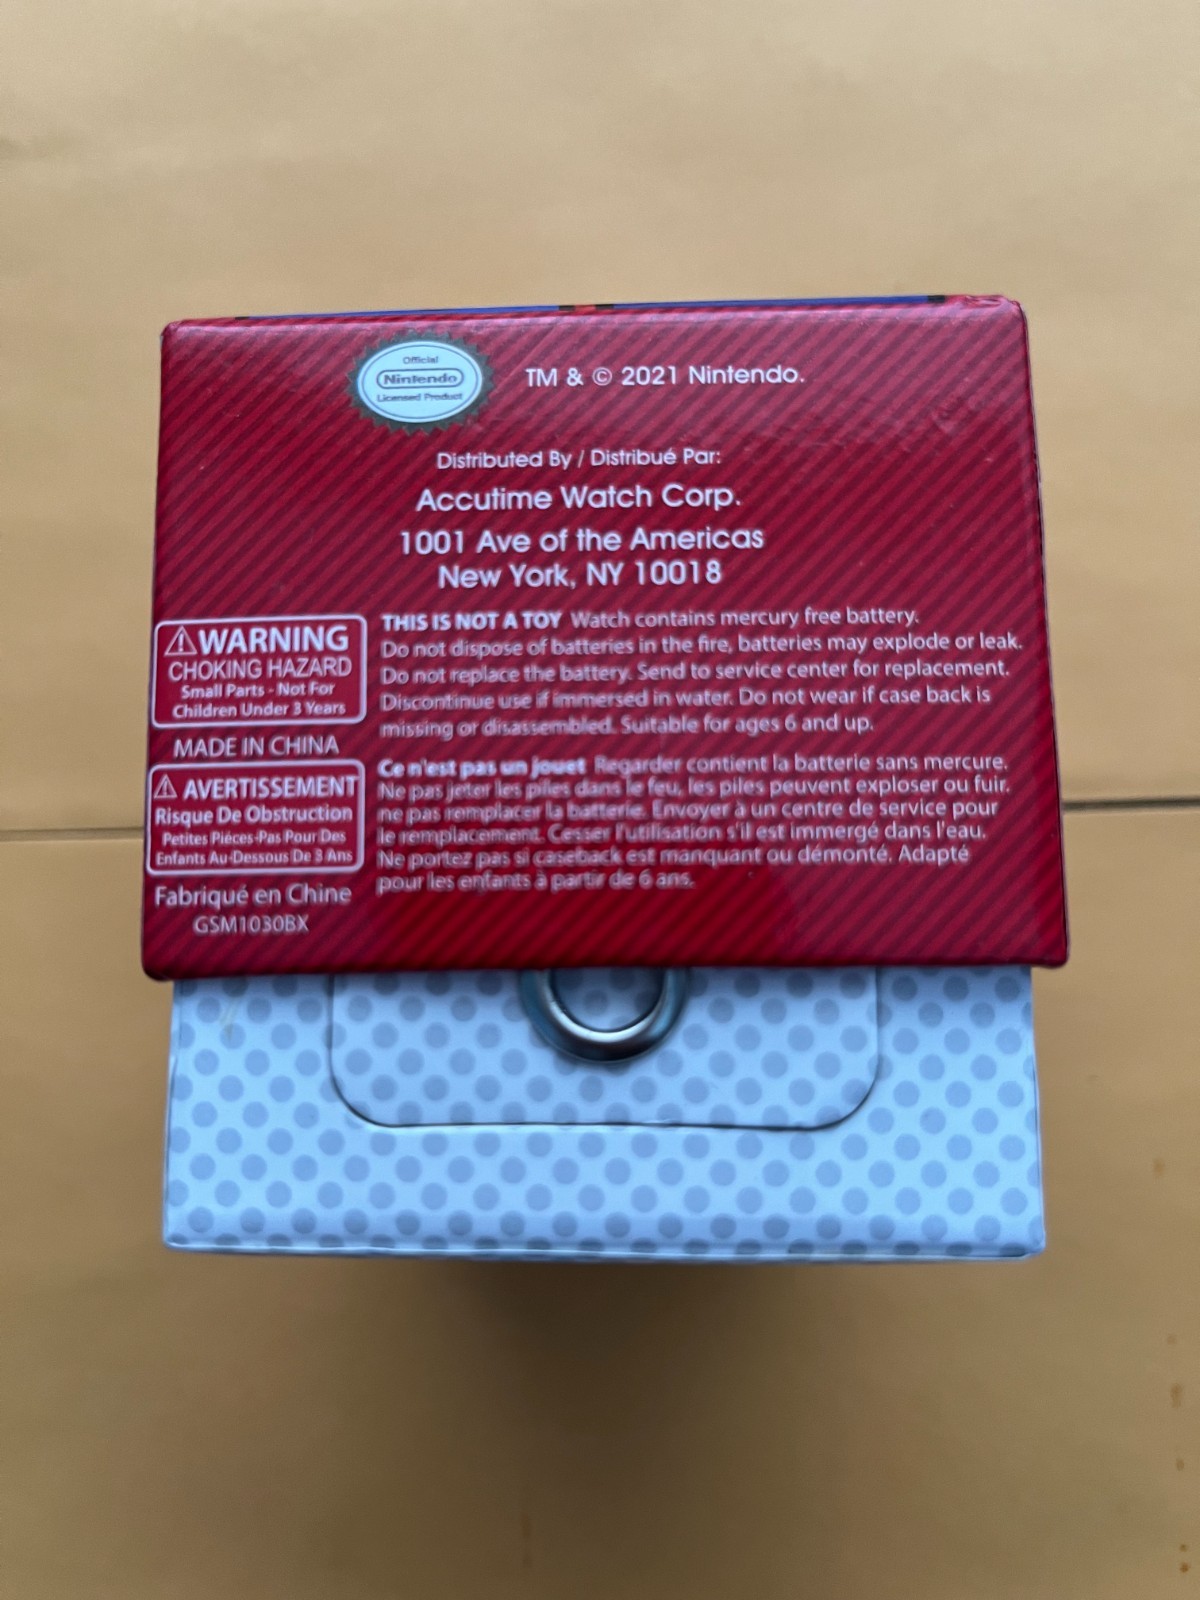 Official
Nintendo
Licensed Product
TM & © 2021 Nintendo.
Distributed By / Distribué Par:
Accutime Watch Corp.
1001 Ave of the Americas
New York, NY 10018
⚠WARNING
CHOKING HAZARD
Small Parts - Not For
Children Under 3 Years
MADE IN CHINA
⚠ AVERTISSEMENT
Risque De Obstruction
Petites Pièces-Pas Pour Des
Enfants Au-Dessous De 3 Ans
Fabriqué en Chine
GSM1030BX
THIS IS NOT A TOY Watch contains mercury free battery.
Do not dispose of batteries in the fire, batteries may explode or leak.
Do not replace the battery. Send to service center for replacement.
Discontinue use if immersed in water. Do not wear if case back is
missing or disassembled. Suitable for ages 6 and up.
Ce n'est pas un jouet Regarder contient la batterie sans mercure.
Ne pas jeter les piles dans le feu, les piles peuvent exploser ou fuir.
ne pas remplacer la batterie. Envoyer à un centre de service pour
le remplacement. Cesser l'utilisation s'il est immergé dans l'eau.
Ne portez pas si caseback est manquant ou démonté. Adapté
pour les enfants à partir de 6 ans.